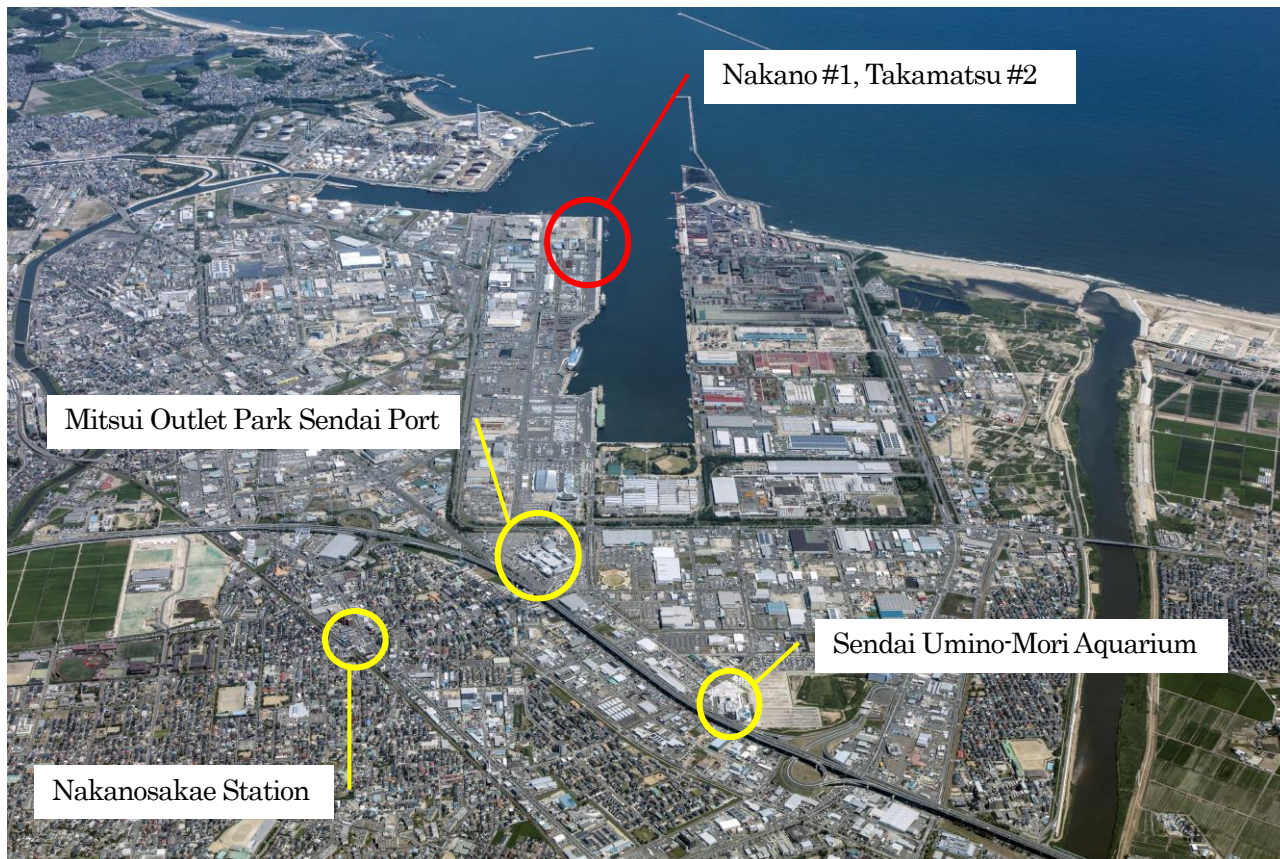 Nakano #1, Takamatsu #2
Mitsui Outlet Park Sendai Port
Sendai Umino-Mori Aquarium
Nakanosakae Station